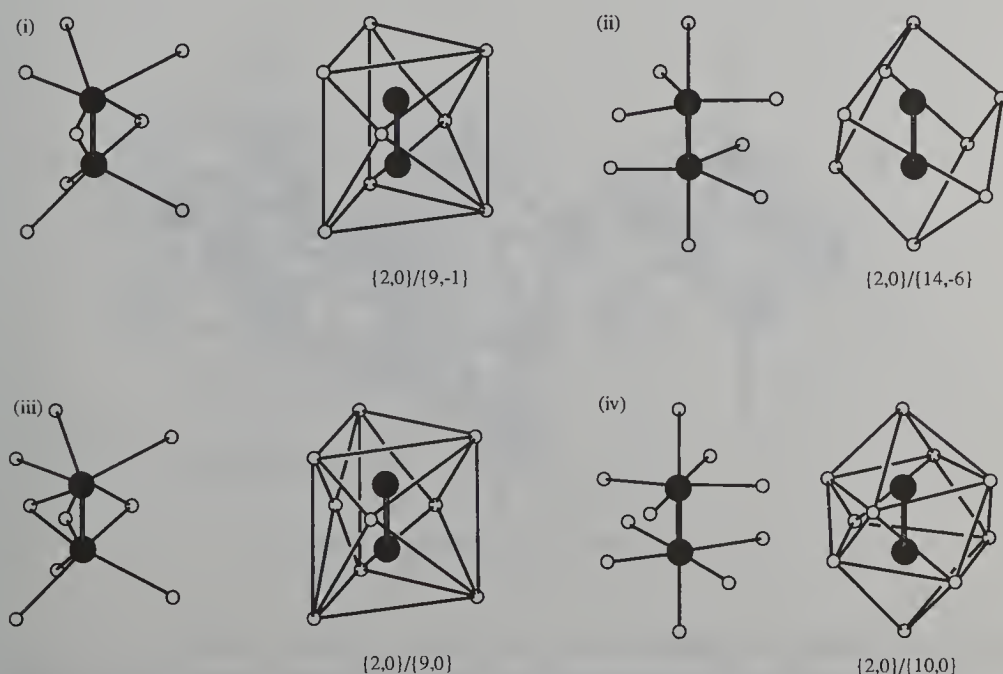 (i)
(ii)
{2,0}/{9,-1}
{2,0}/{14,-6}
(iii)
(iv)
{2,0}/{9,0}
{2,0}/{10,0}